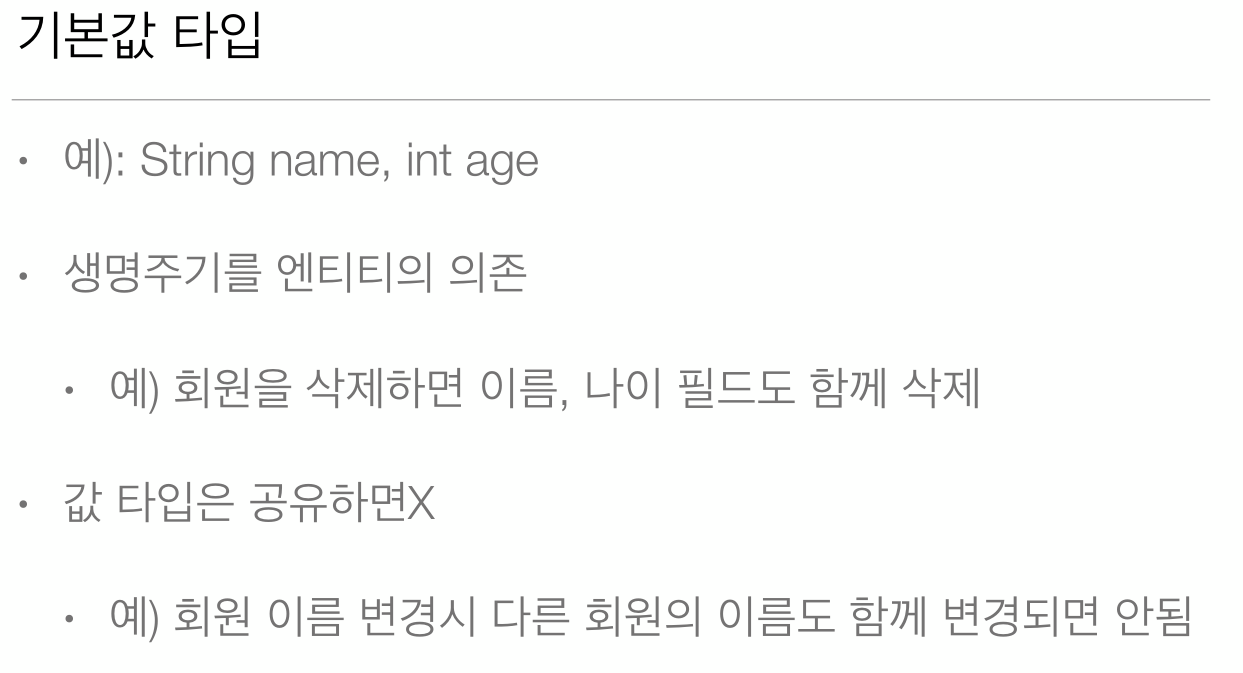 기본값 타입
• 예): String name, int age
• 생명주기를 엔티티의 의존
• 예) 회원을 삭제하면 이름, 나이 필드도 함께 삭제
• 값 타입은 공유하면X
• 예) 회원 이름 변경시 다른 회원의 이름도 함께 변경되면 안됨